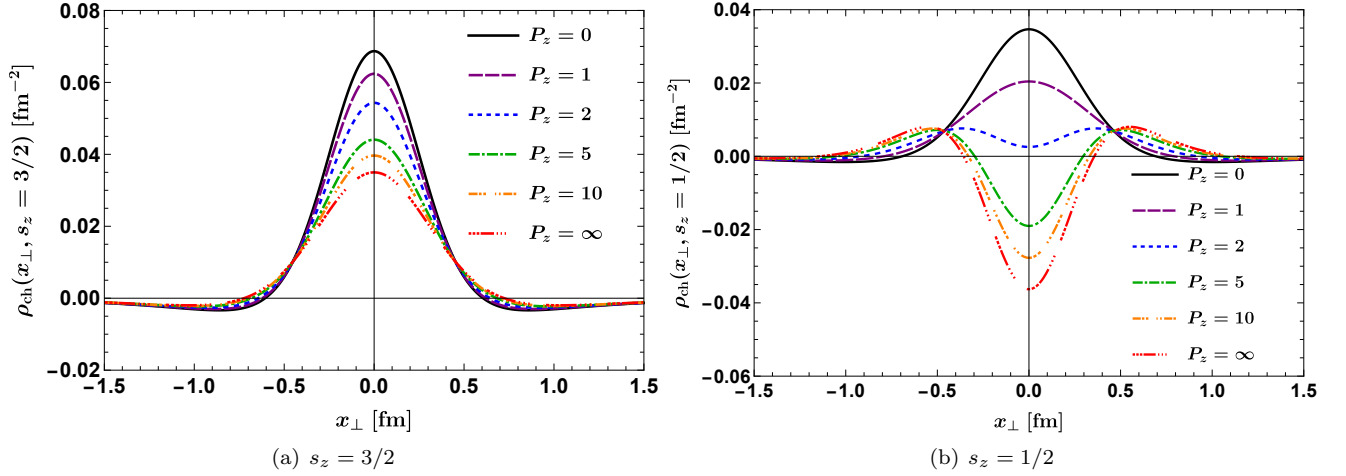 ρch(x⊥, sz = 3/2) [fm−2]
0.08
0.06
0.04
0.02
0.00
−0.02
Pz = 0
Pz = 1
Pz = 2
Pz = 5
Pz = 10
Pz = ∞
−1.5 −1.0 −0.5 0.0 0.5 1.0 1.5
x⊥ [fm]
(a) sz = 3/2
ρch(x⊥, sz = 1/2) [fm−2]
0.04
0.02
0.00
−0.02
−0.04
−0.06
Pz = 0
Pz = 1
Pz = 2
Pz = 5
Pz = 10
Pz = ∞
−1.5 −1.0 −0.5 0.0 0.5 1.0 1.5
x⊥ [fm]
(b) sz = 1/2